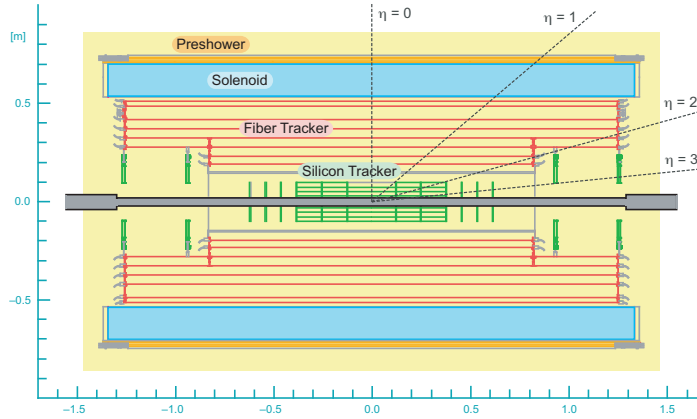 η = 0
η = 1
[m]
Preshower
Solenoid
0.5
η = 2
Fiber Tracker
η = 3
Silicon Tracker
0.0
–0.5
–1.5
–1.0
–0.5
0.0
0.5
1.0
1.5